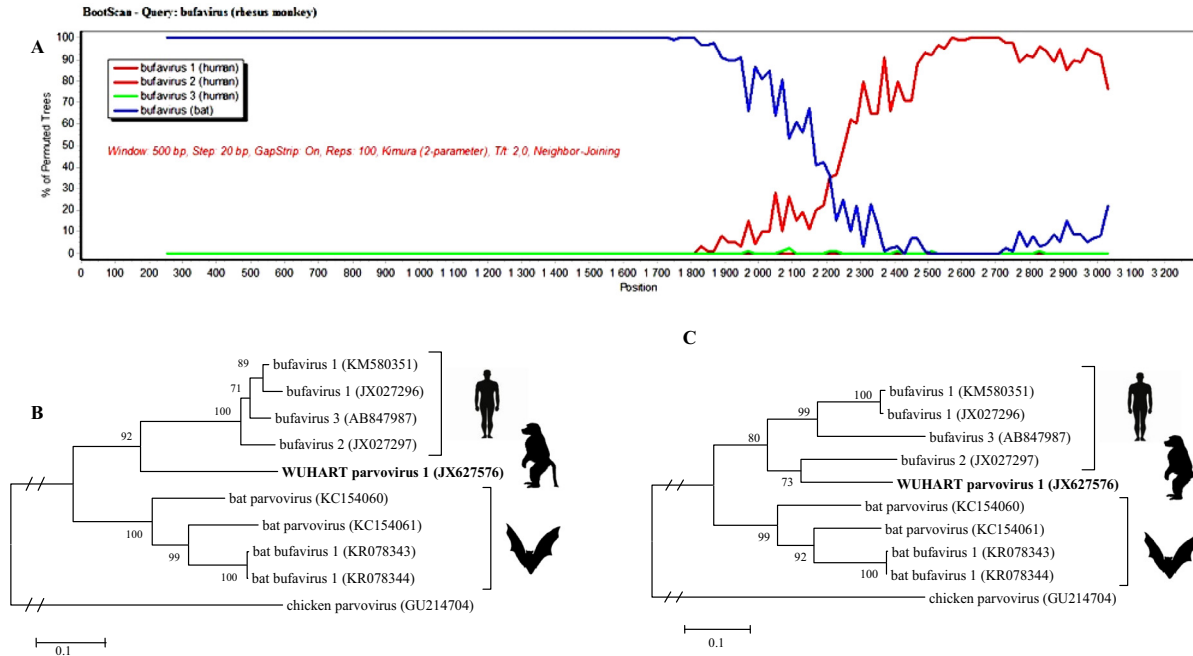 BootScan - Query: bufavirus (rhesus monkey)
A
100
90
80
70
60
50
40
30
20
10
0
% of Permuted Trees
bufavirus 1 (human)
bufavirus 2 (human)
bufavirus 3 (human)
bufavirus (bat)
Window: 500 bp, Step: 20 bp, GapStrip: On, Reps: 100, Kimura (2-parameter), T/t: 2,0, Neighbor-Joining
0 100 200 300 400 500 600 700 800 900 1 000 1 100 1 200 1 300 1 400 1 500 1 600 1 700 1 800 1 900 2 000 2 100 2 200 2 300 2 400 2 500 2 600 2 700 2 800 2 900 3 000 3 100 3 200
Position
B
89
71
100
92
100
99
100
bufavirus 1 (KM580351)
bufavirus 1 (JX027296)
bufavirus 3 (AB847987)
bufavirus 2 (JX027297)
WUHART parvovirus 1 (JX627576)
bat parvovirus (KC154060)
bat parvovirus (KC154061)
bat bufavirus 1 (KR078343)
bat bufavirus 1 (KR078344)
chicken parvovirus (GU214704)
0.1
C
100
99
80
73
99
92
100
bufavirus 1 (KM580351)
bufavirus 1 (JX027296)
bufavirus 3 (AB847987)
bufavirus 2 (JX027297)
WUHART parvovirus 1 (JX627576)
bat parvovirus (KC154060)
bat parvovirus (KC154061)
bat bufavirus 1 (KR078343)
bat bufavirus 1 (KR078344)
chicken parvovirus (GU214704)
0.1